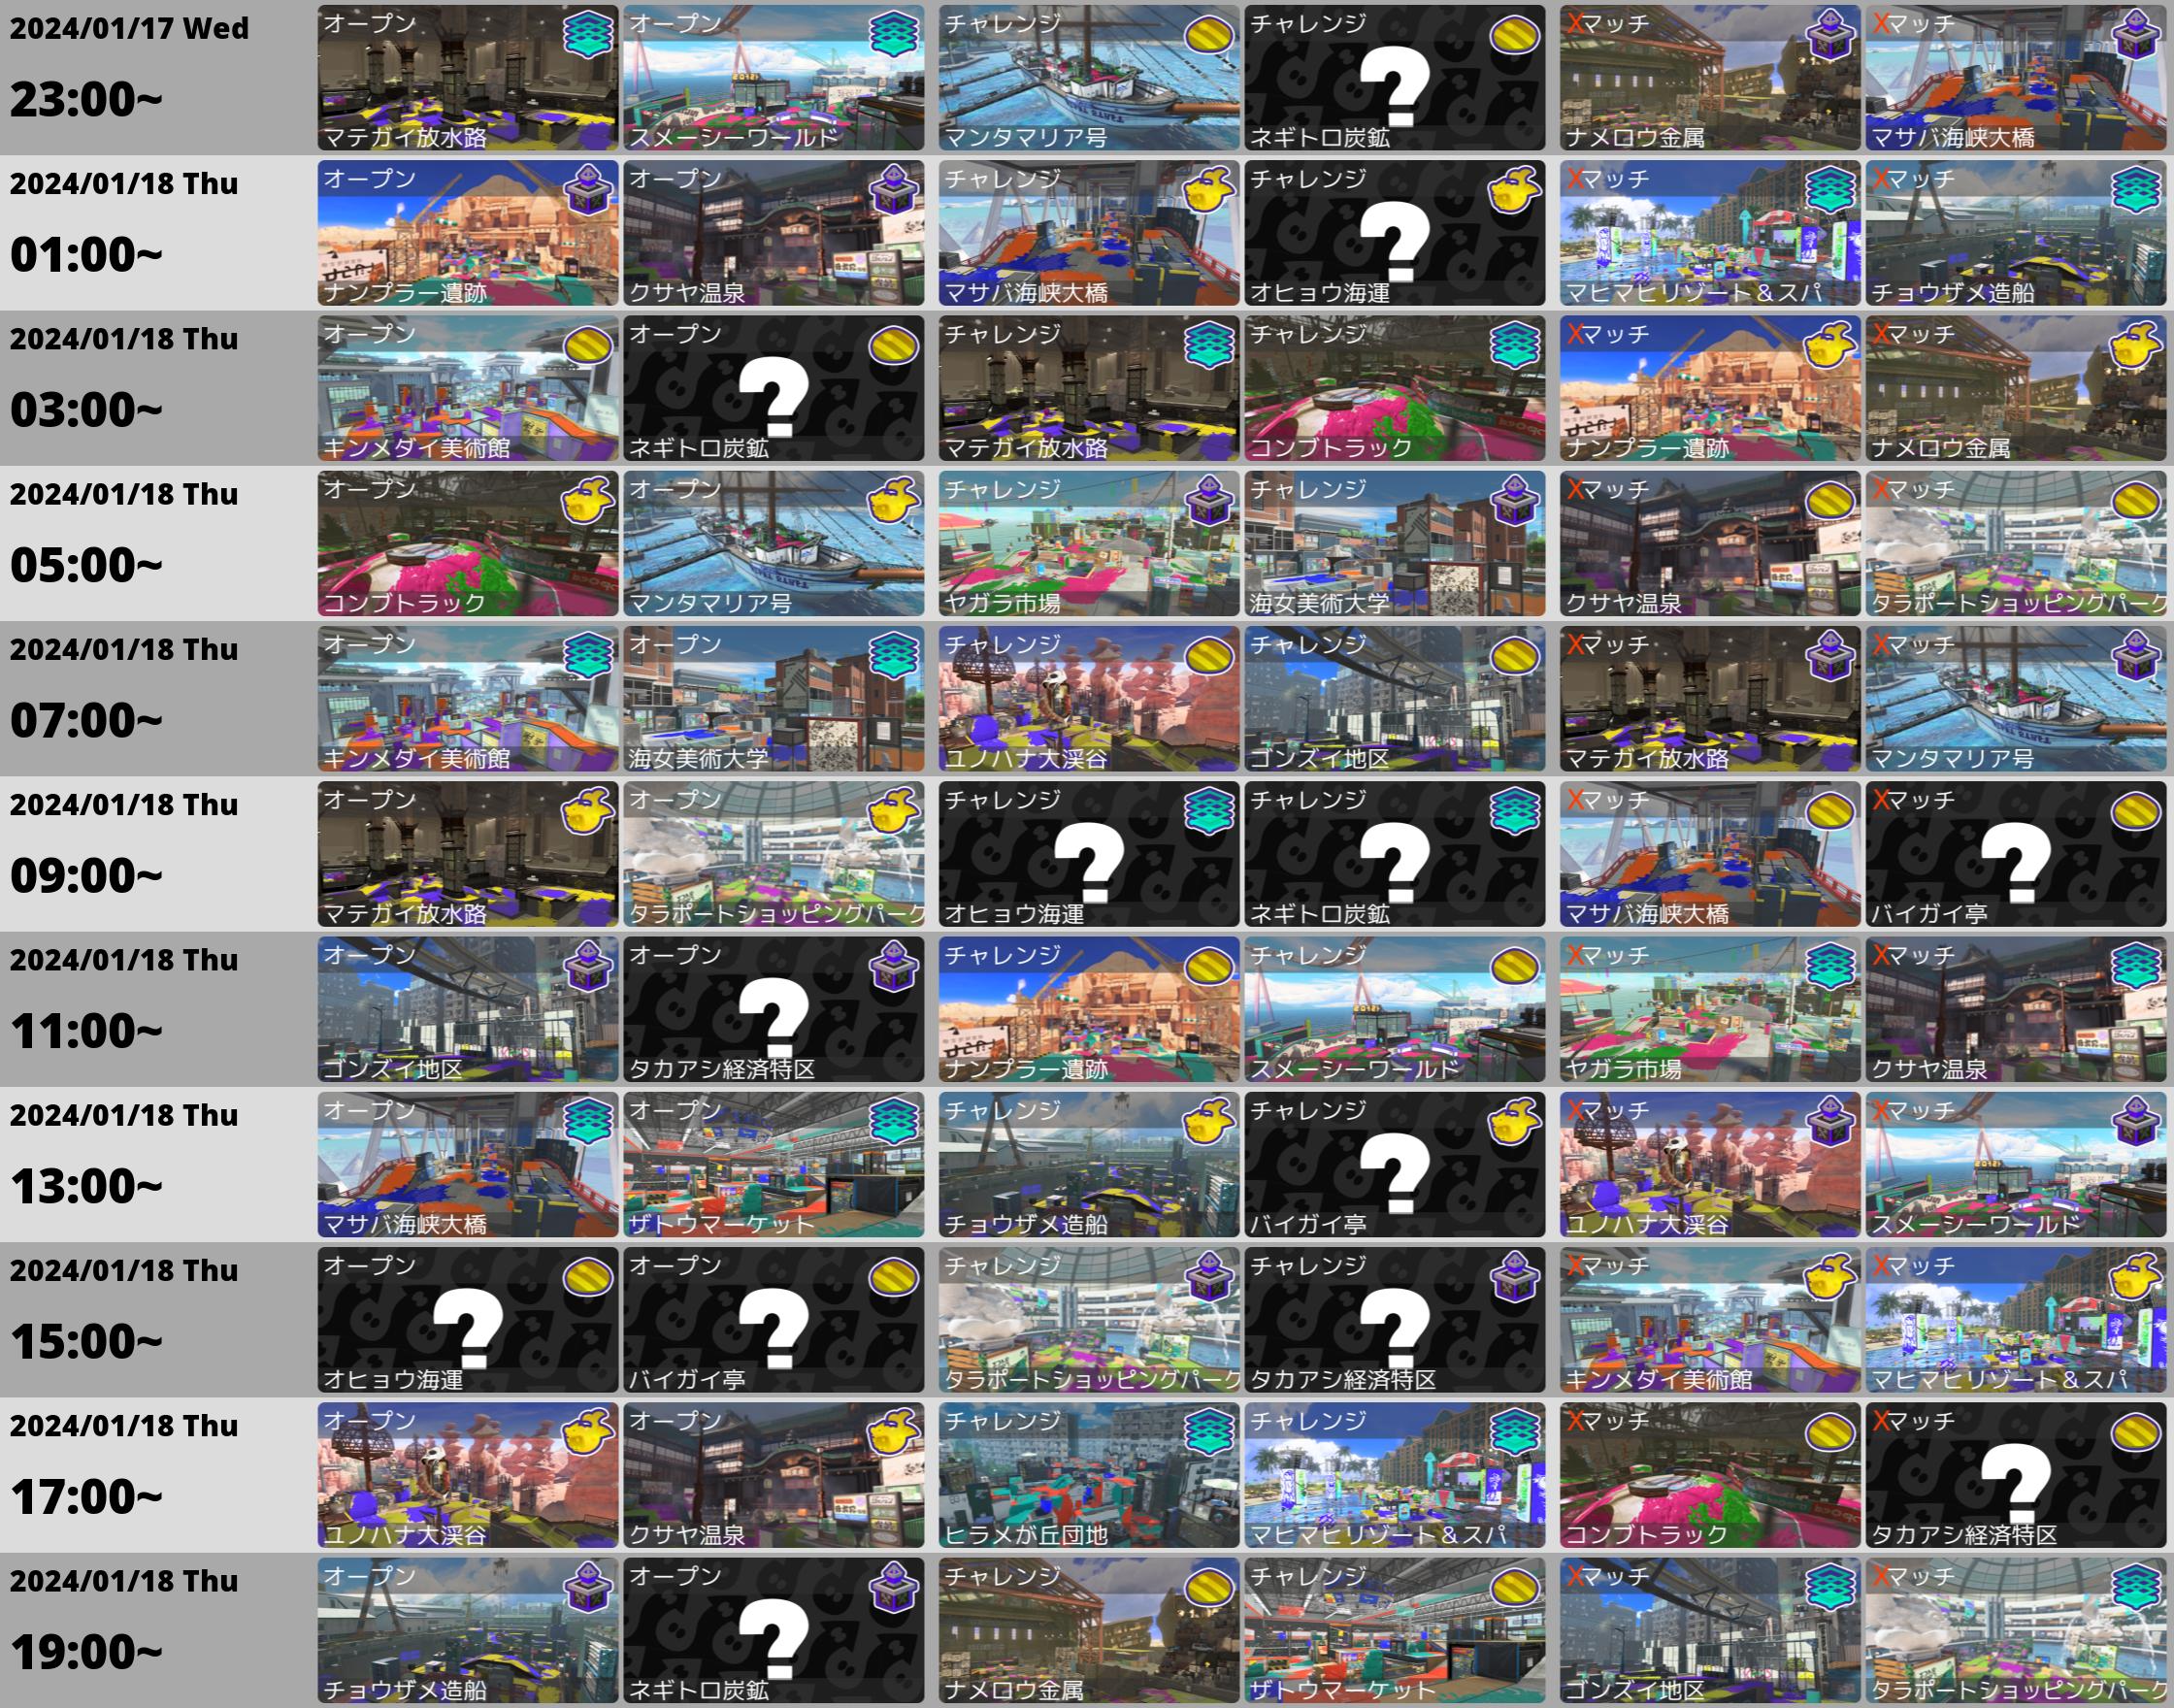 2024/01/17 Wed
23:00~
オープン
マテガイ放水路
オープン
スメーシーワールド
チャレンジ
マンタマリア号
チャレンジ
ネギトロ炭鉱
Xマッチ
ナメロウ金属
Xマッチ
マサバ海峡大橋
2024/01/18 Thu
01:00~
オープン
ナンプラー遺跡
オープン
クサヤ温泉
チャレンジ
マサバ海峡大橋
チャレンジ
オヒョウ海運
Xマッチ
マヒマヒリゾート＆スパ
Xマッチ
チョウザメ造船
2024/01/18 Thu
03:00~
オープン
キンメダイ美術館
オープン
ネギトロ炭鉱
チャレンジ
マテガイ放水路
チャレンジ
コンブトラック
Xマッチ
ナンプラー遺跡
Xマッチ
ナメロウ金属
2024/01/18 Thu
05:00~
オープン
コンブトラック
オープン
マンタマリア号
チャレンジ
ヤガラ市場
チャレンジ
海女美術大学
Xマッチ
クサヤ温泉
Xマッチ
タラポートショッピングパーク
2024/01/18 Thu
07:00~
オープン
キンメダイ美術館
オープン
海女美術大学
チャレンジ
ユノハナ大渓谷
チャレンジ
ゴンズイ地区
Xマッチ
マテガイ放水路
Xマッチ
マンタマリア号
2024/01/18 Thu
09:00~
オープン
マテガイ放水路
オープン
タラポートショッピングパーク
チャレンジ
オヒョウ海運
チャレンジ
ネギトロ炭鉱
Xマッチ
マサバ海峡大橋
Xマッチ
バイガイ亭
2024/01/18 Thu
11:00~
オープン
ゴンズイ地区
オープン
タカアシ経済特区
チャレンジ
ナンプラー遺跡
チャレンジ
スメーシーワールド
Xマッチ
ヤガラ市場
Xマッチ
クサヤ温泉
2024/01/18 Thu
13:00~
オープン
マサバ海峡大橋
オープン
ザトウマーケット
チャレンジ
チョウザメ造船
チャレンジ
バイガイ亭
Xマッチ
ユノハナ大渓谷
Xマッチ
スメーシーワールド
2024/01/18 Thu
15:00~
オープン
オヒョウ海運
オープン
バイガイ亭
チャレンジ
タラポートショッピングパーク
チャレンジ
タカアシ経済特区
Xマッチ
キンメダイ美術館
Xマッチ
マヒマヒリゾート＆スパ
2024/01/18 Thu
17:00~
オープン
ユノハナ大渓谷
オープン
クサヤ温泉
チャレンジ
ヒラメが丘団地
チャレンジ
マヒマヒリゾート＆スパ
Xマッチ
コンブトラック
Xマッチ
タカアシ経済特区
2024/01/18 Thu
19:00~
オープン
チョウザメ造船
オープン
ネギトロ炭鉱
チャレンジ
ナメロウ金属
チャレンジ
ザトウマーケット
Xマッチ
ゴンズイ地区
Xマッチ
タラポートショッピングパーク